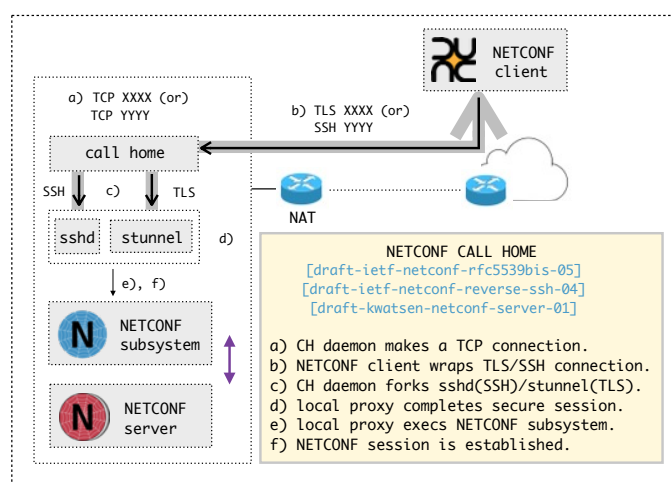 NETCONF
client
a) TCP XXXX (or)
TCP YYYY
b) TLS XXXX (or)
SSH YYYY
call home
SSH
c)
TLS
NAT
sshd
stunnel
d)
e), f)
N
NETCONF
subsystem
N
NETCONF
server
NETCONF CALL HOME
[draft-ietf-netconf-rfc5539bis-05]
[draft-ietf-netconf-reverse-ssh-04]
[draft-kwatsen-netconf-server-01]
a) CH daemon makes a TCP connection.
b) NETCONF client wraps TLS/SSH connection.
c) CH daemon forks sshd(SSH)/stunnel(TLS).
d) local proxy completes secure session.
e) local proxy execs NETCONF subsystem.
f) NETCONF session is established.